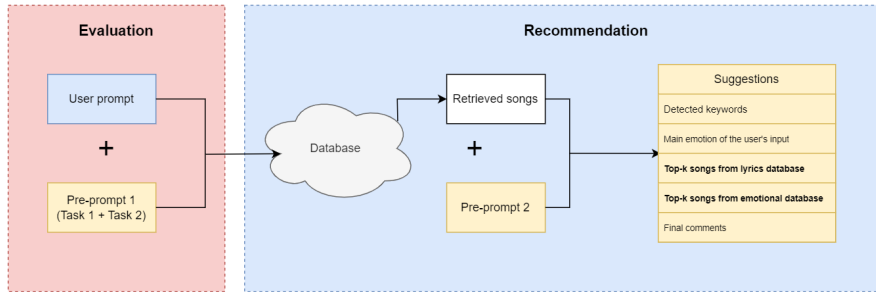 Evaluation
User prompt
+
Pre-prompt 1
(Task 1 + Task 2)
Recommendation
Database
Retrieved songs
+
Pre-prompt 2
Suggestions
Detected keywords
Main emotion of the user's input
Top-k songs from lyrics database
Top-k songs from emotional database
Final comments